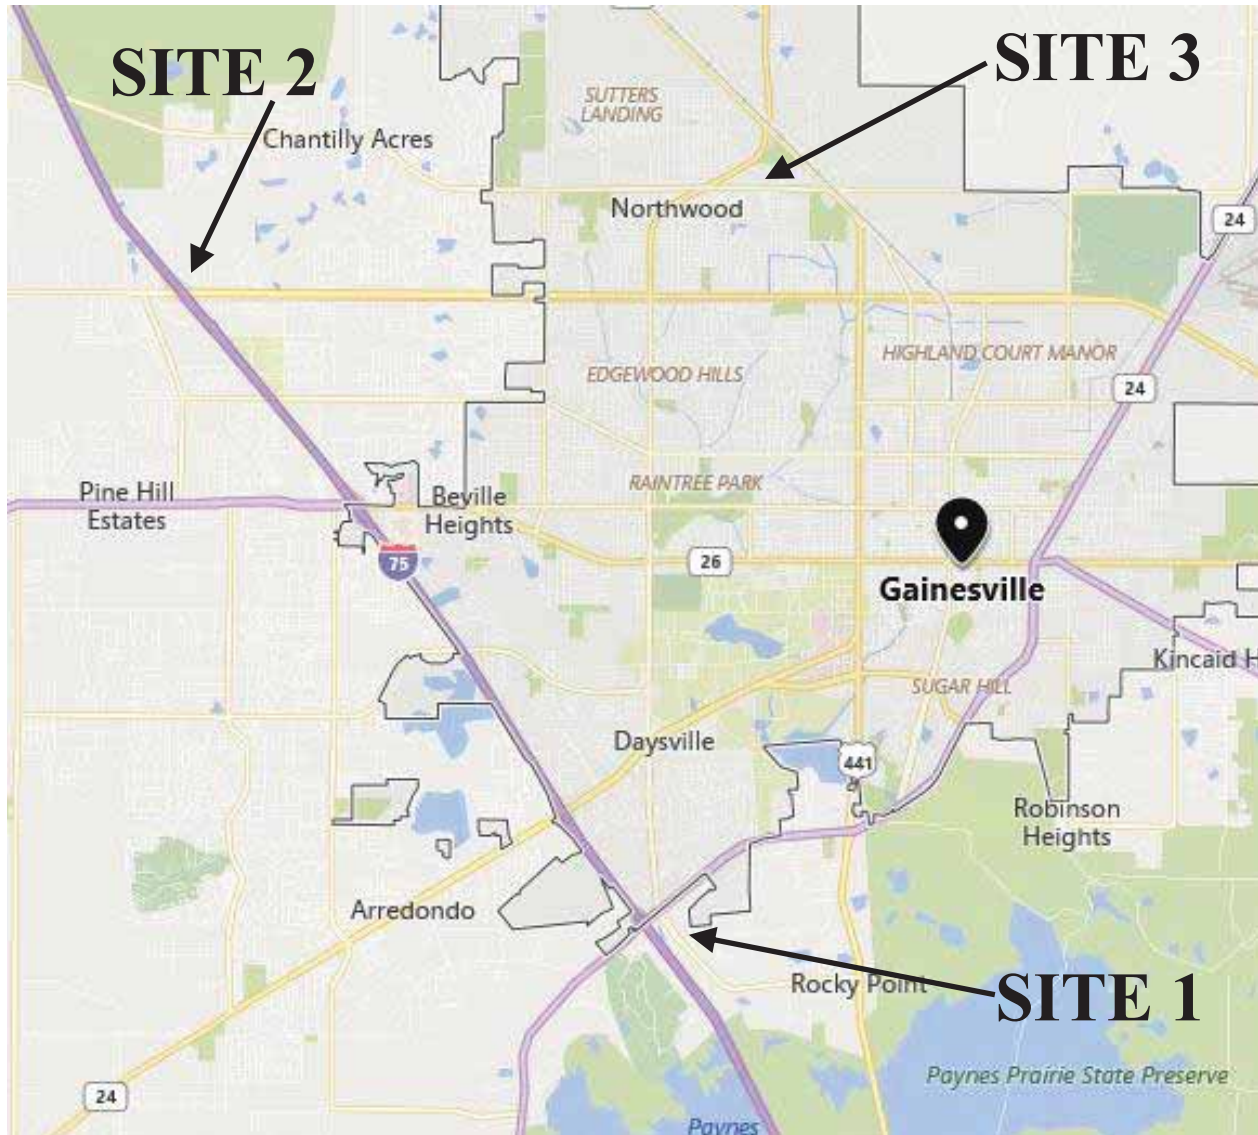 SITE 2
SITE 3
SUTTERS
LANDING
Chantilly Acres
Northwood
24
HIGHLAND COURT MANOR
EDGEWOOD HILLS
24
RAINTREE PARK
Pine Hill
Estates
Beville
Heights
75
26
Gainesville
Kincaid H
SUGAR HILL
Daysville
441
Robinson
Heights
Arredondo
Rocky Point
SITE 1
Paynes Prairie State Preserve
24
Paynes